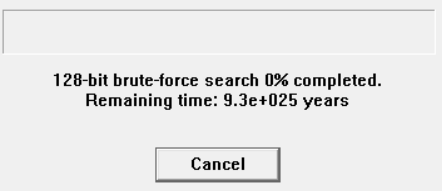 128-bit brute-force search 0% completed.
Remaining time: 9.3e+025 years
Cancel